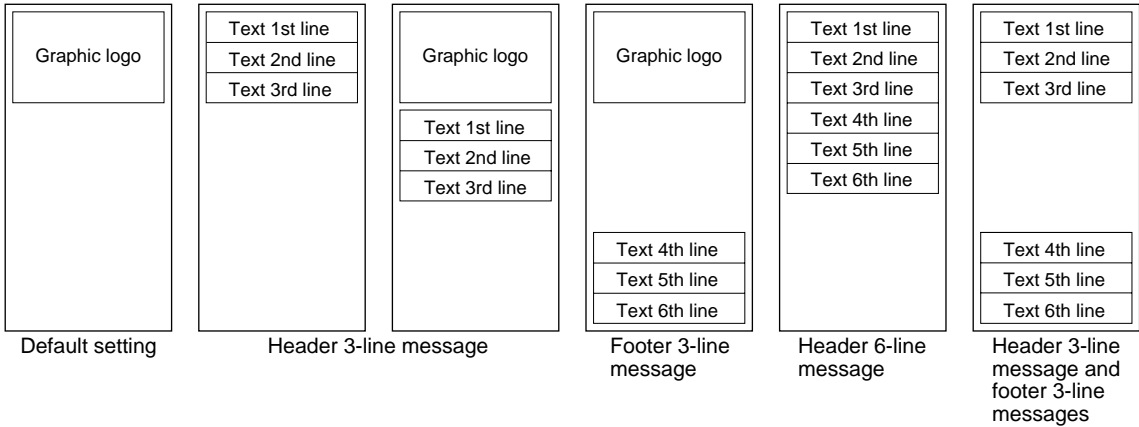 Graphic logo
Default setting
Text 1st line
Text 2nd line
Text 3rd line
Graphic logo
Text 1st line
Text 2nd line
Text 3rd line
Header 3-line message
Graphic logo
Text 4th line
Text 5th line
Text 6th line
Footer 3-line
message
Text 1st line
Text 2nd line
Text 3rd line
Text 4th line
Text 5th line
Text 6th line
Header 6-line
message
Text 1st line
Text 2nd line
Text 3rd line
Text 4th line
Text 5th line
Text 6th line
Header 3-line
message and
footer 3-line
messages